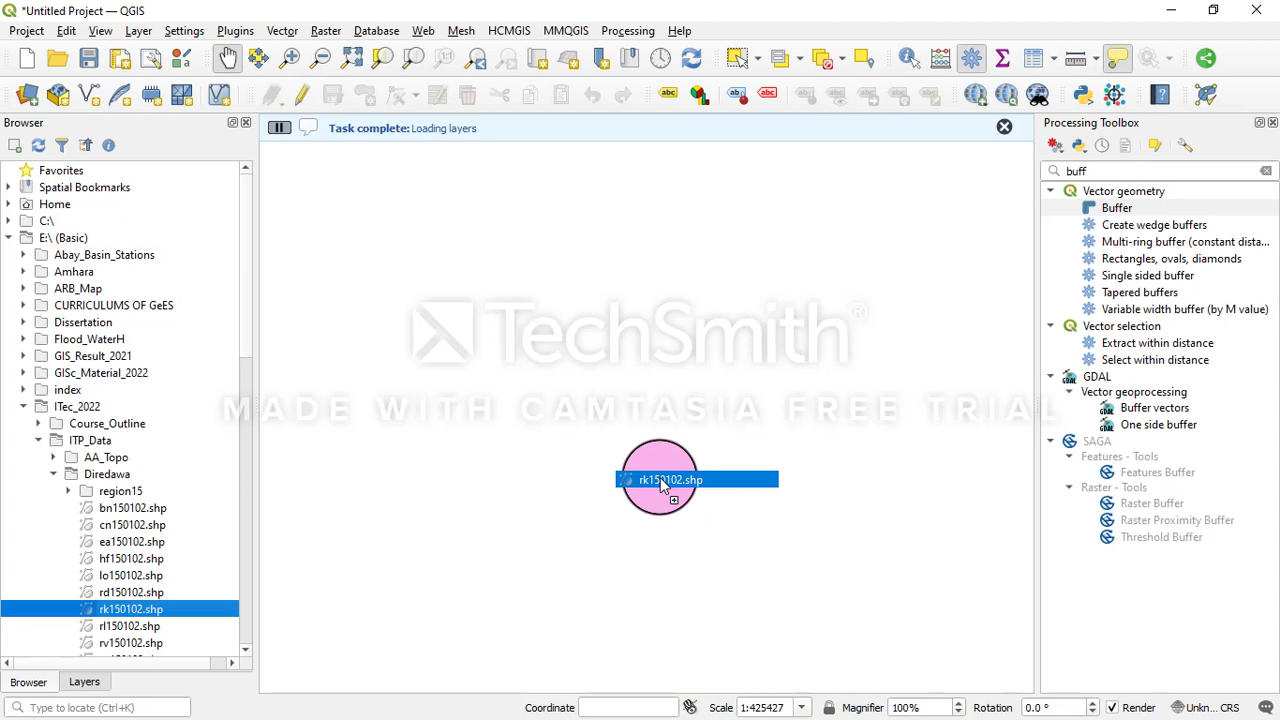 *Untitled Project — QGIS
Project Edit View Layer Settings Plugins Vector Raster Database Web Mesh HCMGIS MMQGIS Processing Help
Browser
Favorites
Spatial Bookmarks
Home
C:\
E:\ (Basic)
Abay_Basin_Stations
Amhara
ARB_Map
CURRICULUMS OF GeES
Dissertation
Flood_WaterH
GIS_Result_2021
GISc_Material_2022
index
ITec_2022
Course_Outline
ITP_Data
AA_Topo
Diredawa
region15
bn150102.shp
cn150102.shp
ea150102.shp
hf150102.shp
lo150102.shp
rd150102.shp
rk150102.shp
rl150102.shp
rv150102.shp
Browser Layers
Task complete: Loading layers
TechSmith®
MADE WITH CAMTASIA FREE TRIAL
rk150102.shp
Processing Toolbox
buff
Vector geometry
Buffer
Create wedge buffers
Multi-ring buffer (constant dista...
Rectangles, ovals, diamonds
Single sided buffer
Tapered buffers
Variable width buffer (by M value)
Vector selection
Extract within distance
Select within distance
GDAL
Vector geoprocessing
Buffer vectors
One side buffer
SAGA
Features - Tools
Features Buffer
Raster - Tools
Raster Buffer
Raster Proximity Buffer
Threshold Buffer
Type to locate (Ctrl+K) Coordinate Scale 1:425427 Magnifier 100% Rotation 0.0 ° Render Unkn... CRS